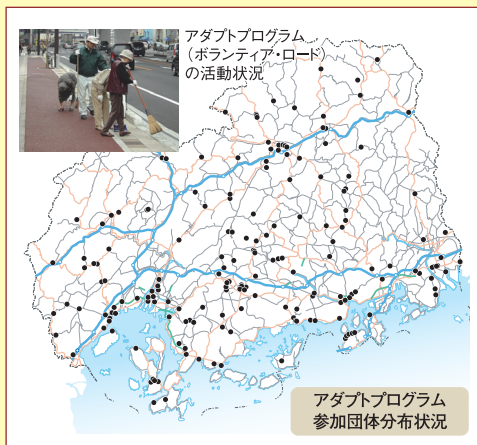 アダプトプログラム
（ボランティア・ロード）
の活動状況
アダプトプログラム
参加団体分布状況